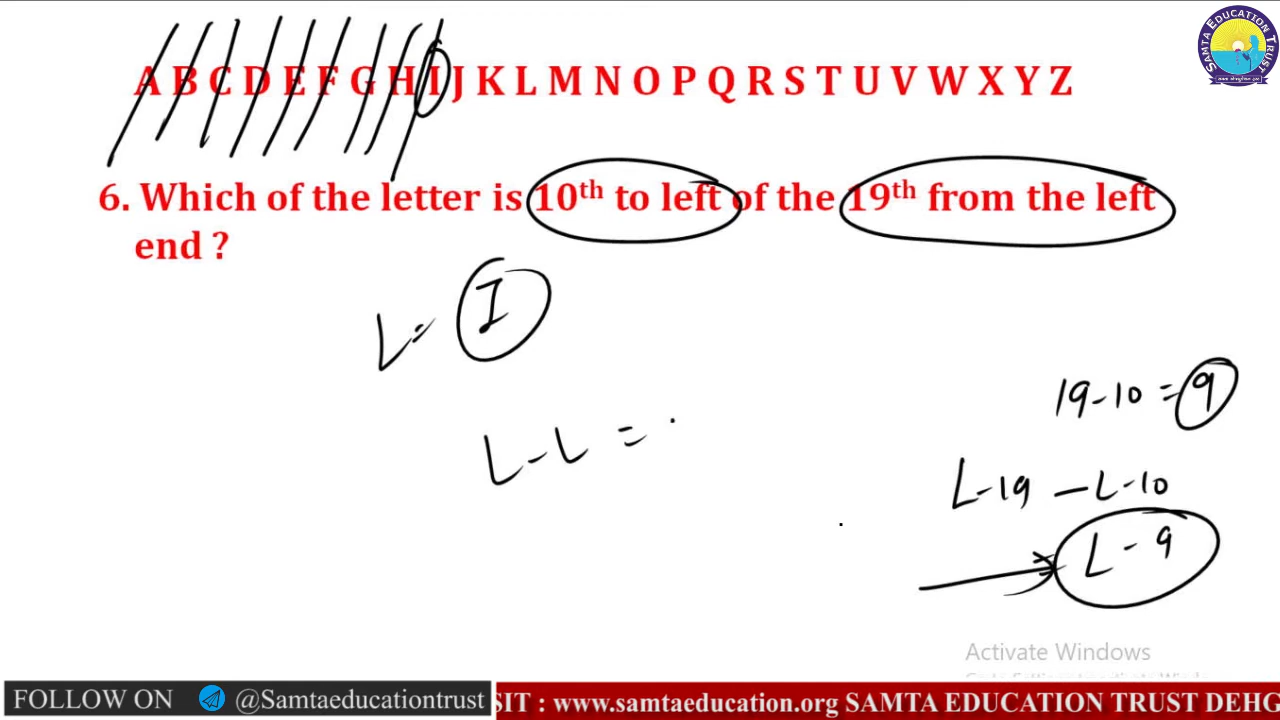 A B C D E F G H I J K L M N O P Q R S T U V W X Y Z
6. Which of the letter is 10th to left of the 19th from the left
end ?
L = I
19-10 = 9
L-L =
L-19 - L-10
L-9
Activate Windows
FOLLOW ON @Samtaeducationtrust SIT : www.samtaeducation.org SAMTA EDUCATION TRUST DEHG
SAMTA EDUCATION TRUST